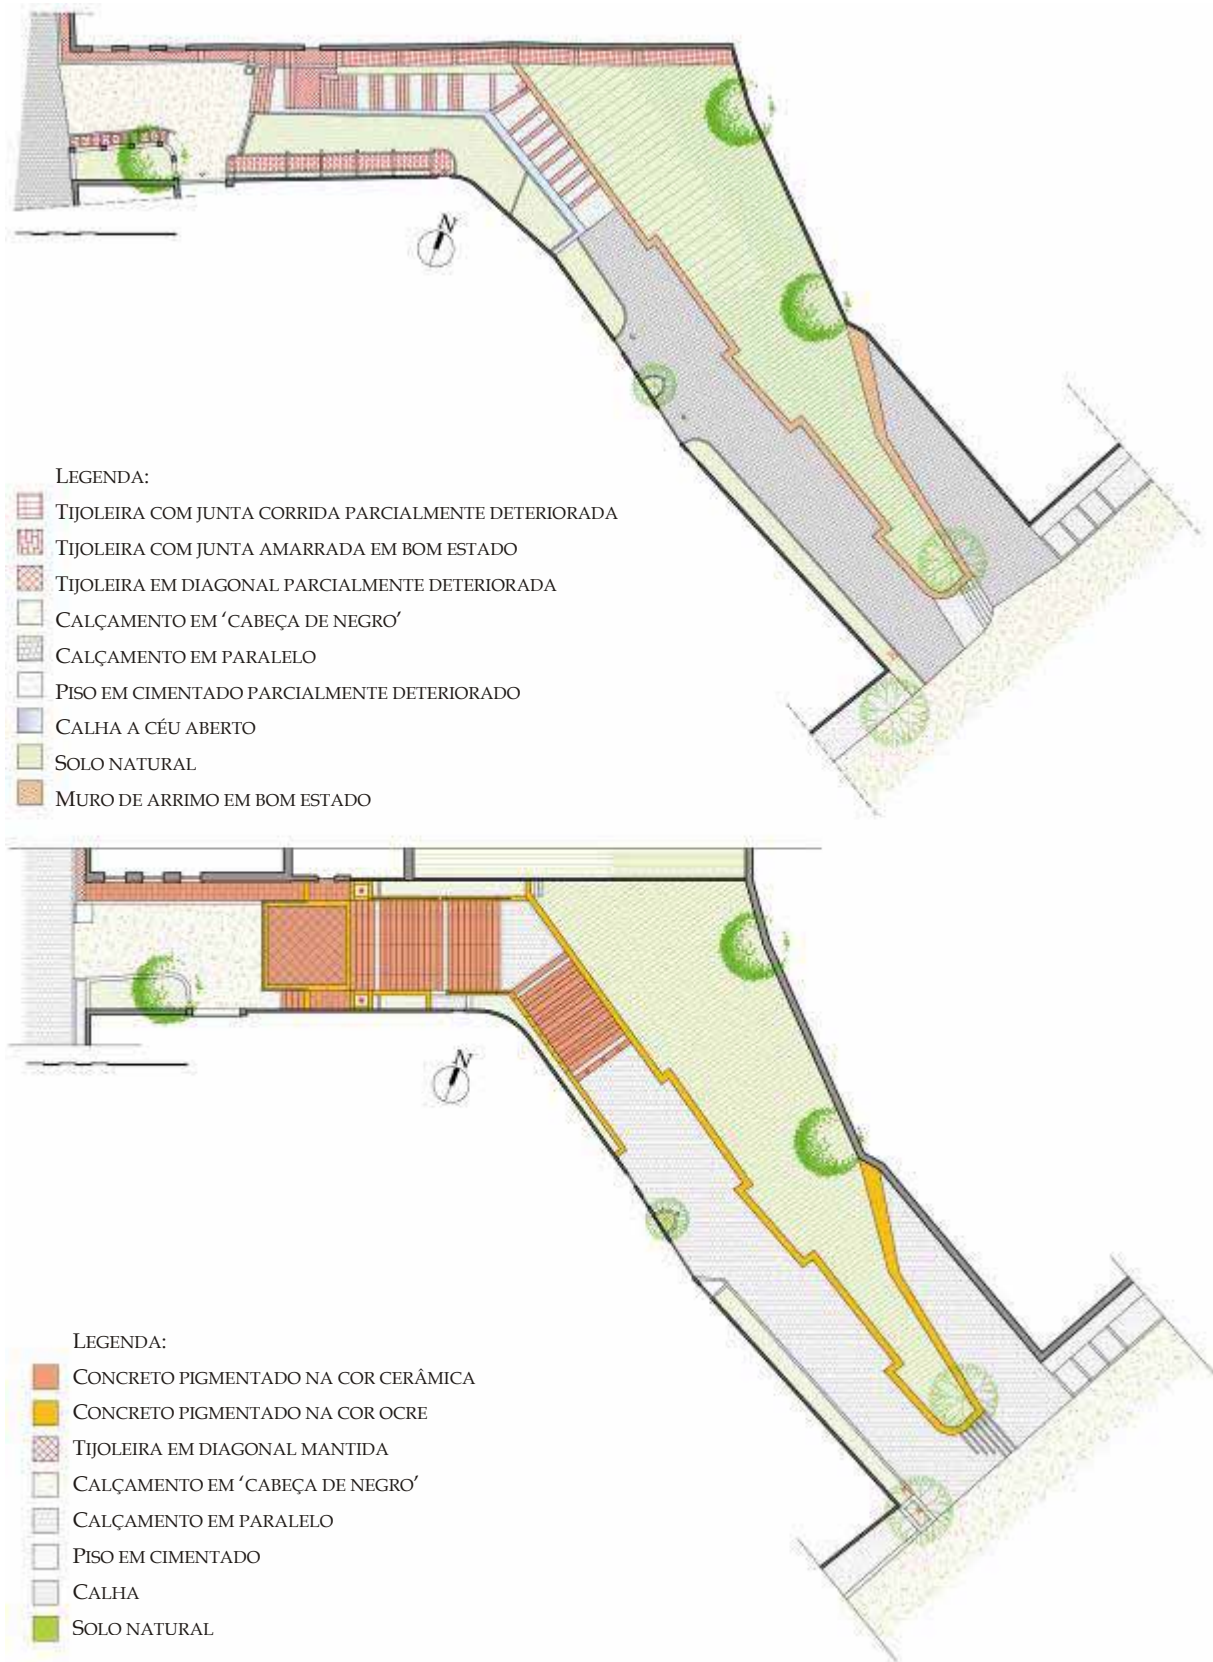 N
LEGENDA:
TIJOLEIRA COM JUNTA CORRIDA PARCIALMENTE DETERIORADA
TIJOLEIRA COM JUNTA AMARRADA EM BOM ESTADO
TIJOLEIRA EM DIAGONAL PARCIALMENTE DETERIORADA
CALÇAMENTO EM ‘CABEÇA DE NEGRO’
CALÇAMENTO EM PARALELO
PISO EM CIMENTADO PARCIALMENTE DETERIORADO
CALHA A CÉU ABERTO
SOLO NATURAL
MURO DE ARRIMO EM BOM ESTADO
N
LEGENDA:
CONCRETO PIGMENTADO NA COR CERÂMICA
CONCRETO PIGMENTADO NA COR OCRE
TIJOLEIRA EM DIAGONAL MANTIDA
CALÇAMENTO EM ‘CABEÇA DE NEGRO’
CALÇAMENTO EM PARALELO
PISO EM CIMENTADO
CALHA
SOLO NATURAL